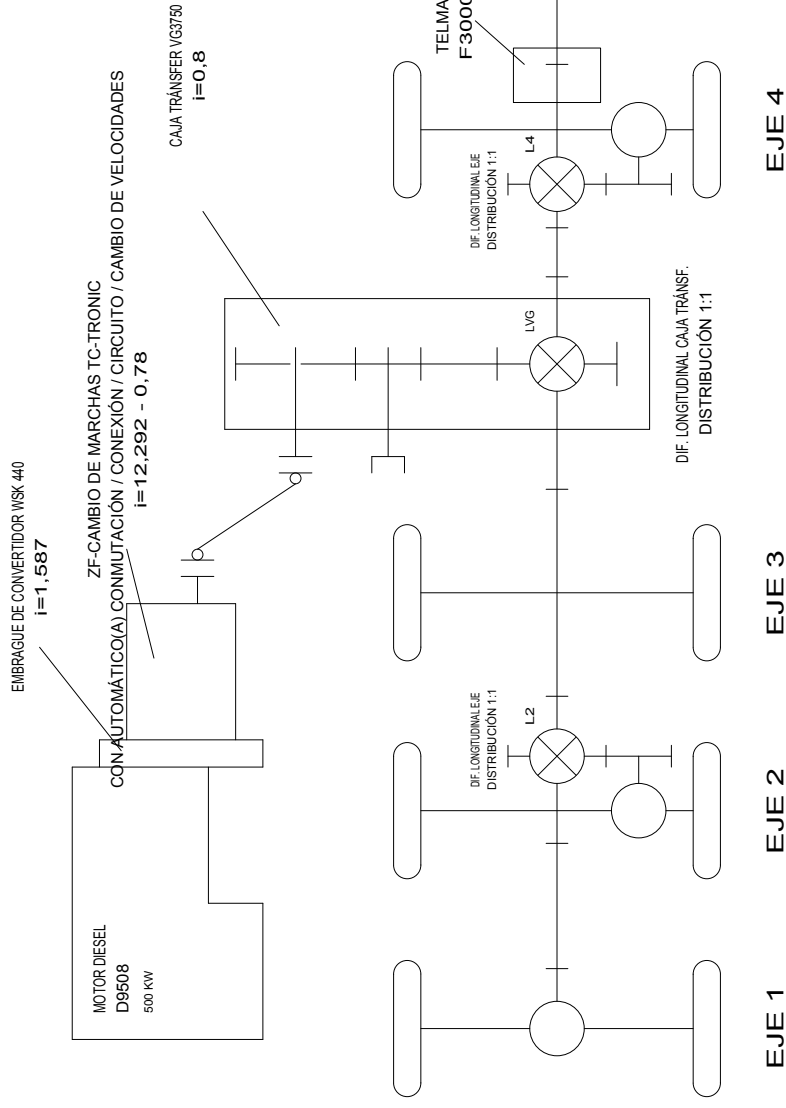 EMBRAGUE DE CONVERTIDOR WSK 440
i=1,587
ZF-CAMBIO DE MARCHAS TC-TRONIC
CON AUTOMÁTICO(A) CONMUTACIÓN / CONEXIÓN / CIRCUITO / CAMBIO DE VELOCIDADES
i=12,292 - 0,78
CAJA TRÁNSFER VG3750
i=0,8
MOTOR DIESEL
D9508
500 KW
TELMA
F3000
DIF. LONGITUDINAL EJE
DISTRIBUCIÓN 1:1
L2
LVG
DIF. LONGITUDINAL EJE
DISTRIBUCIÓN 1:1
L4
DIF. LONGITUDINAL CAJA TRÁNSF.
DISTRIBUCIÓN 1:1
EJE 1
EJE 2
EJE 3
EJE 4